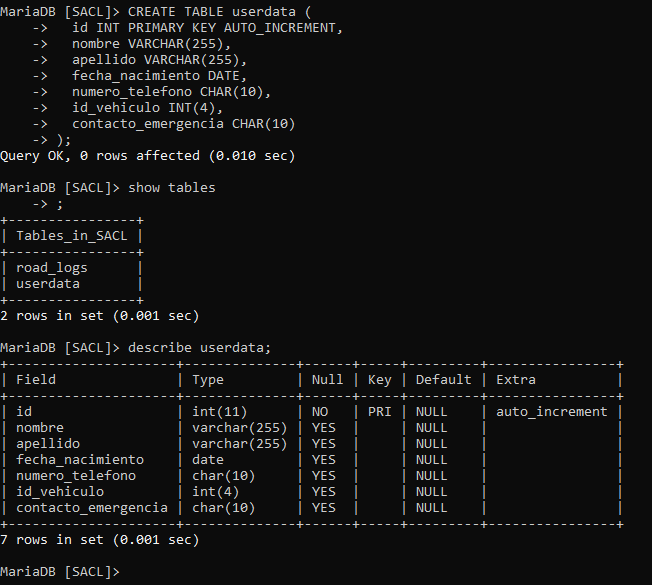 MariaDB [SACL]> CREATE TABLE userdata (
    ->     id INT PRIMARY KEY AUTO_INCREMENT,
    ->     nombre VARCHAR(255),
    ->     apellido VARCHAR(255),
    ->     fecha_nacimiento DATE,
    ->     numero_telefono CHAR(10),
    ->     id_vehiculo INT(4),
    ->     contacto_emergencia CHAR(10)
    -> );
Query OK, 0 rows affected (0.010 sec)
MariaDB [SACL]> show tables
    -> ;
+----------------+
| Tables_in_SACL |
+----------------+
| road_logs      |
| userdata       |
+----------------+
2 rows in set (0.001 sec)
MariaDB [SACL]> describe userdata;
+---------------------+--------------+------+-----+---------+----------------+
| Field               | Type         | Null | Key | Default | Extra          |
+---------------------+--------------+------+-----+---------+----------------+
| id                  | int(11)      | NO   | PRI | NULL    | auto_increment |
| nombre              | varchar(255) | YES  |     | NULL    |                |
| apellido            | varchar(255) | YES  |     | NULL    |                |
| fecha_nacimiento    | date         | YES  |     | NULL    |                |
| numero_telefono     | char(10)     | YES  |     | NULL    |                |
| id_vehiculo         | int(4)       | YES  |     | NULL    |                |
| contacto_emergencia | char(10)     | YES  |     | NULL    |                |
+---------------------+--------------+------+-----+---------+----------------+
7 rows in set (0.001 sec)
MariaDB [SACL]>